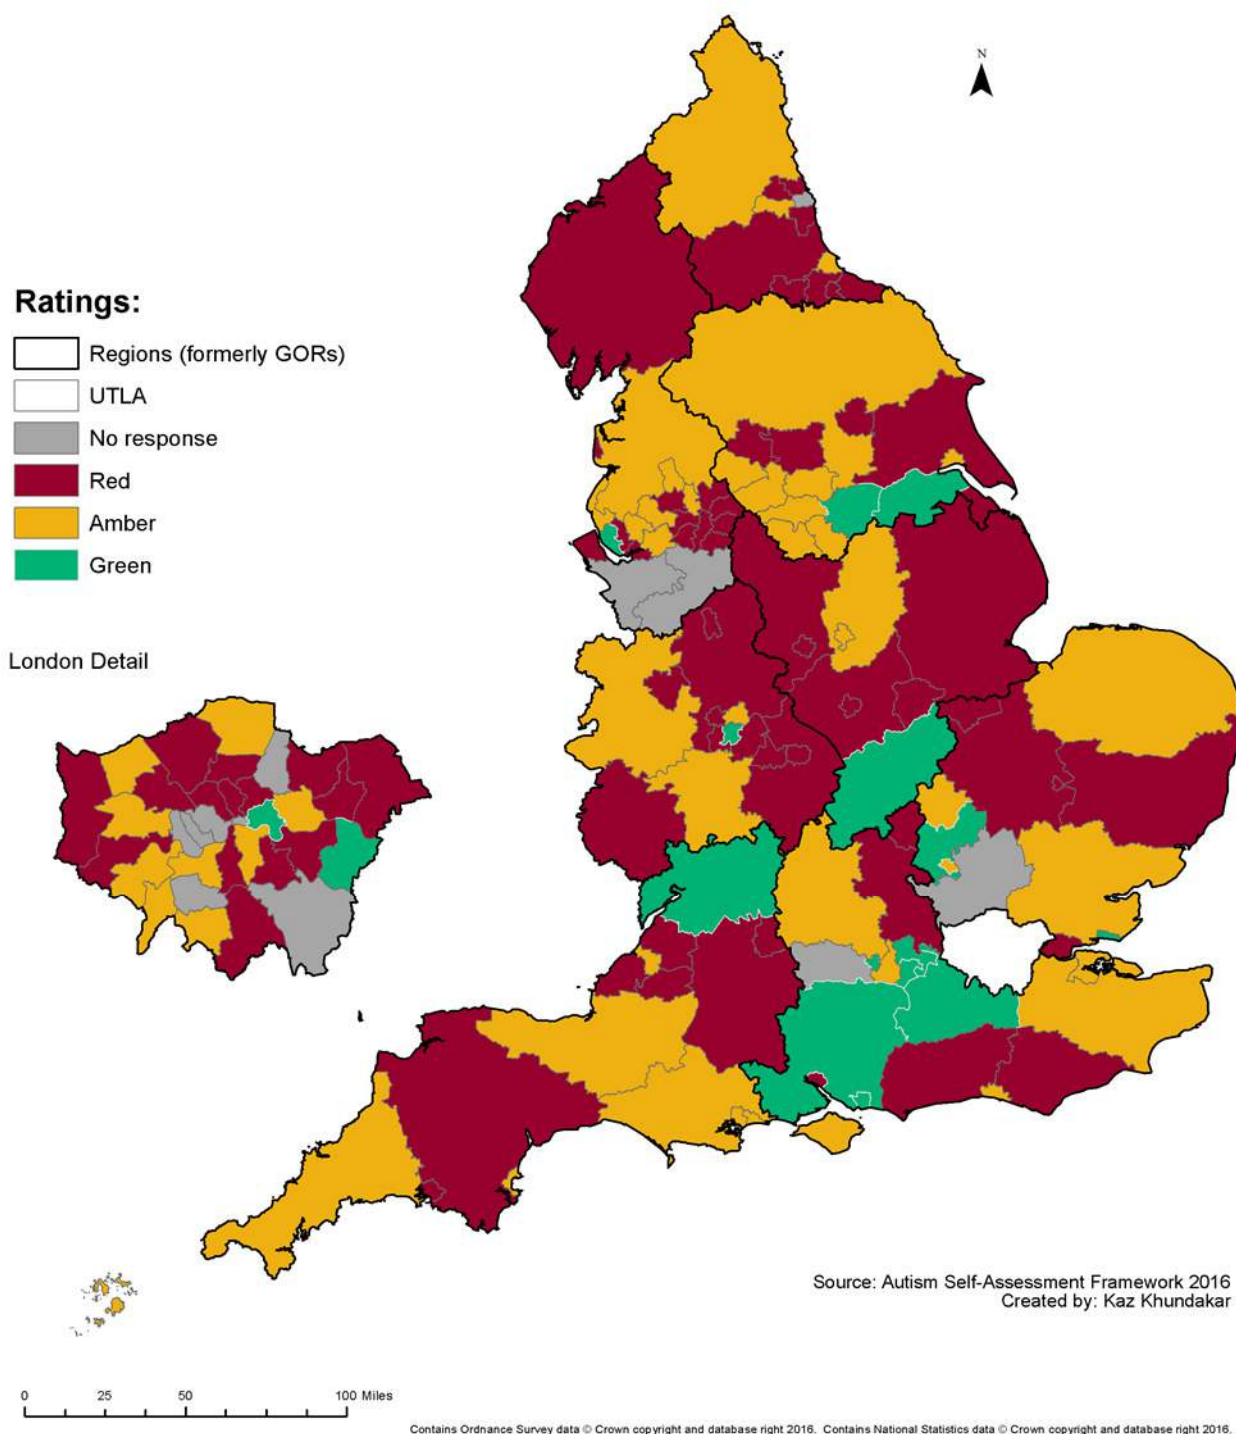 N
Ratings:
Regions (formerly GORs)
UTLA
No response
Red
Amber
Green
London Detail
Source: Autism Self-Assessment Framework 2016
Created by: Kaz Khundakar
0 25 50 100 Miles
Contains Ordnance Survey data © Crown copyright and database right 2016. Contains National Statistics data © Crown copyright and database right 2016.